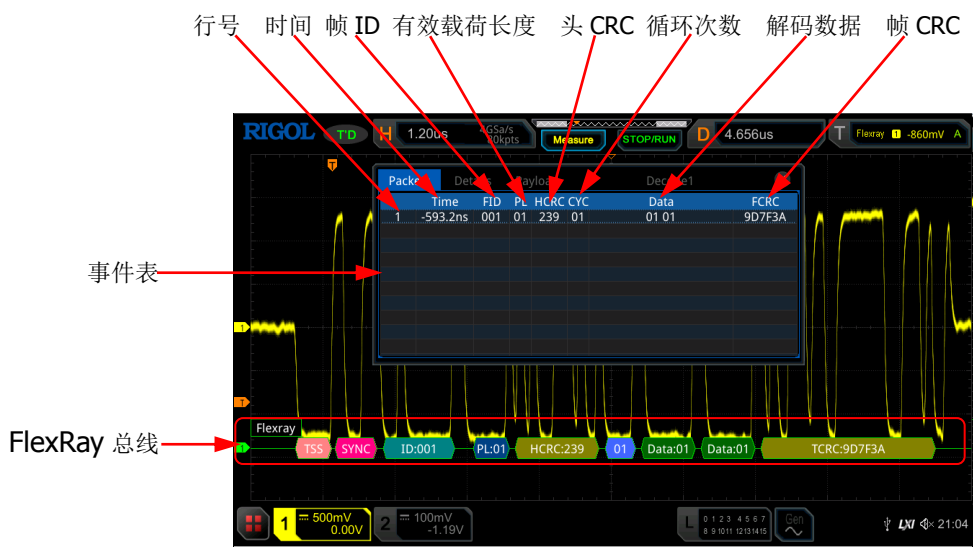 行号 时间 帧 ID 有效载荷长度 头 CRC 循环次数 解码数据 帧 CRC
RIGOL T'D H 1.20us 4GSa/s Measure STOP/RUN D 4.656us T Flexray 1 -860mV A
80kpts
T
Decode1
Time FID PL HCRC CYC Data FCRC
1 -593.2ns 001 01 239 01 01 01 9D7F3A
事件表
1
T
Flexray
FlexRay 总线
1 TSS SYNC ID:001 PL:01 HCRC:239 01 Data:01 Data:01 TCRC:9D7F3A
1 500mV 2 100mV L 0 1 2 3 4 5 6 7 Gen LXI 21:04
0.00V -1.19V 8 9 10 11 12 13 14 15